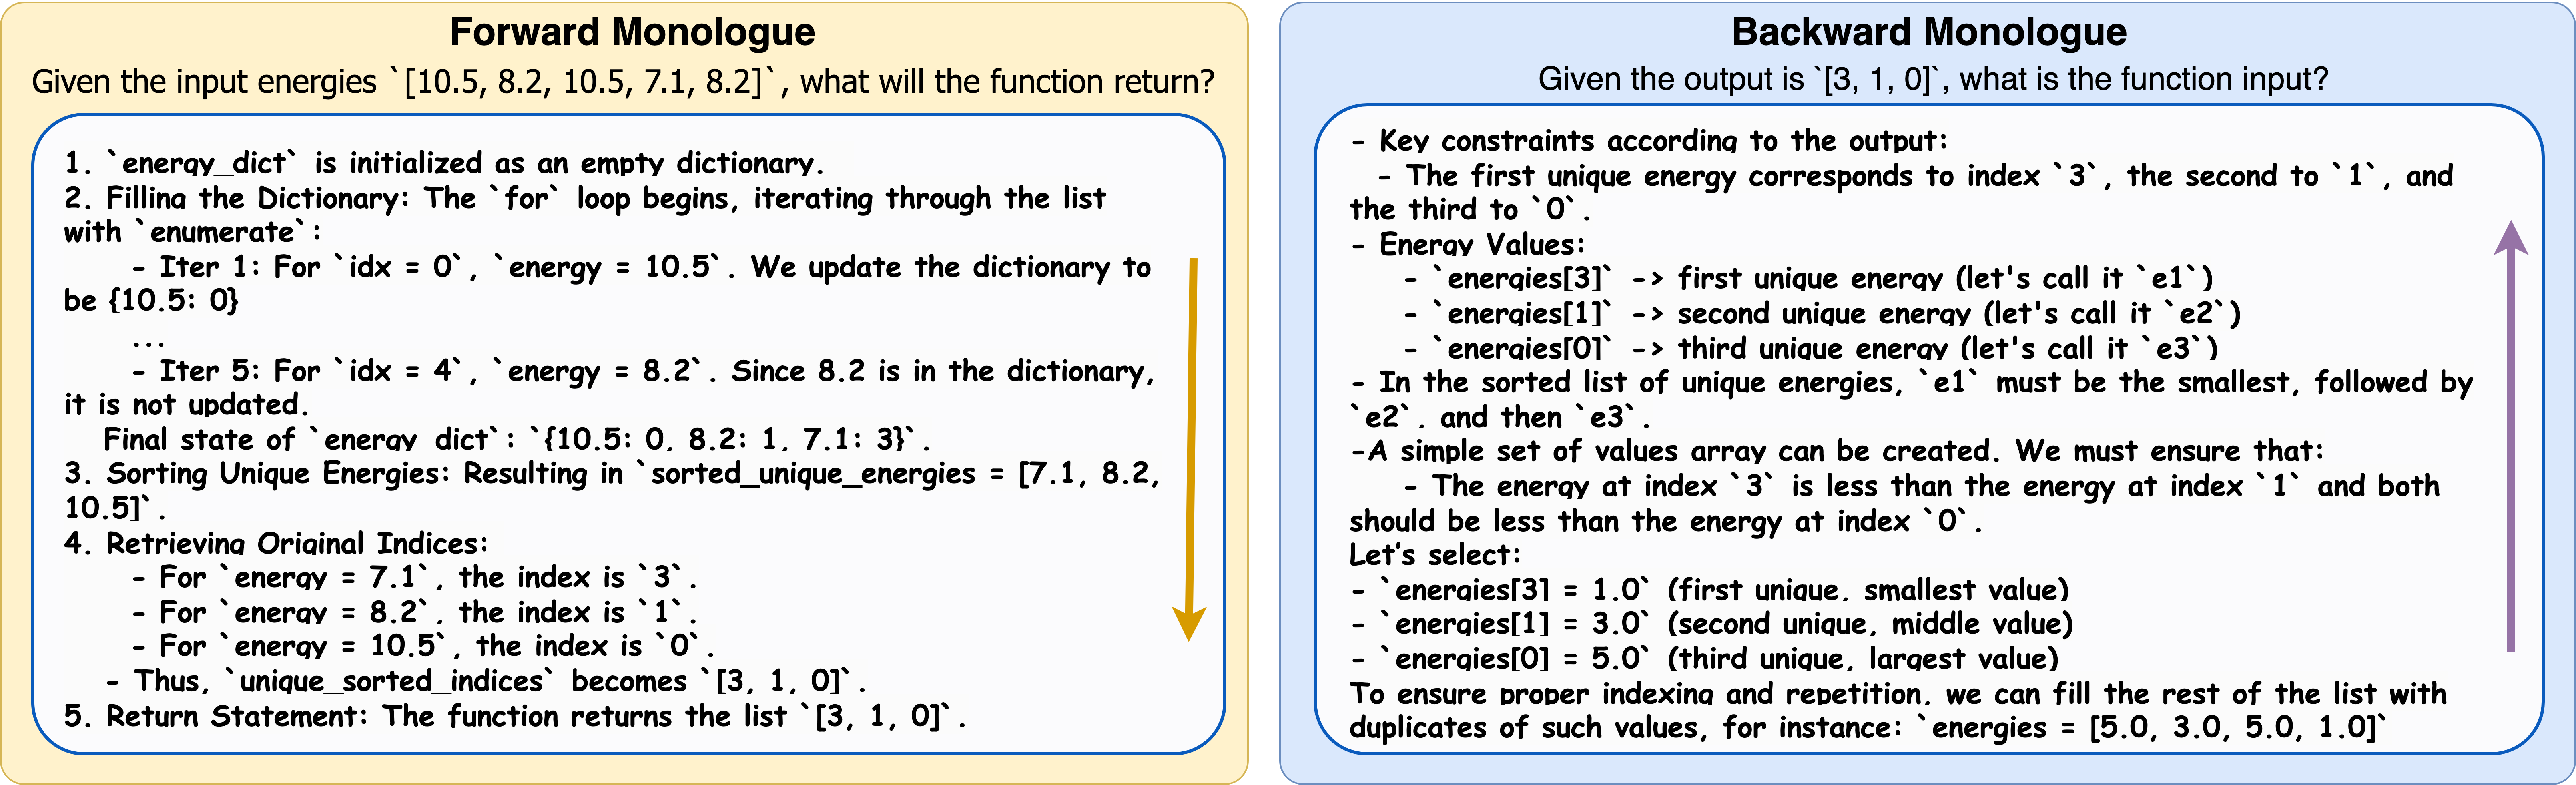 Forward Monologue
Given the input energies `[10.5, 8.2, 10.5, 7.1, 8.2]`, what will the function return?
1. `energy_dict` is initialized as an empty dictionary.
2. Filling the Dictionary: The `for` loop begins, iterating through the list
with `enumerate`:
- Iter 1: For `idx = 0`, `energy = 10.5`. We update the dictionary to
be {10.5: 0}
...
- Iter 5: For `idx = 4`, `energy = 8.2`. Since 8.2 is in the dictionary,
it is not updated.
Final state of `energy_dict`: `{10.5: 0, 8.2: 1, 7.1: 3}`.
3. Sorting Unique Energies: Resulting in `sorted_unique_energies = [7.1, 8.2,
10.5]`.
4. Retrieving Original Indices:
- For `energy = 7.1`, the index is `3`.
- For `energy = 8.2`, the index is `1`.
- For `energy = 10.5`, the index is `0`.
- Thus, `unique_sorted_indices` becomes `[3, 1, 0]`.
5. Return Statement: The function returns the list `[3, 1, 0]`.
Backward Monologue
Given the output is `[3, 1, 0]`, what is the function input?
- Key constraints according to the output:
- The first unique energy corresponds to index `3`, the second to `1`, and
the third to `0`.
- Energy Values:
- `energies[3]` -> first unique energy (let's call it `e1`)
- `energies[1]` -> second unique energy (let's call it `e2`)
- `energies[0]` -> third unique energy (let's call it `e3`)
- In the sorted list of unique energies, `e1` must be the smallest, followed by
`e2`, and then `e3`.
-A simple set of values array can be created. We must ensure that:
- The energy at index `3` is less than the energy at index `1` and both
should be less than the energy at index `0`.
Let's select:
- `energies[3] = 1.0` (first unique, smallest value)
- `energies[1] = 3.0` (second unique, middle value)
- `energies[0] = 5.0` (third unique, largest value)
To ensure proper indexing and repetition, we can fill the rest of the list with
duplicates of such values, for instance: `energies = [5.0, 3.0, 5.0, 1.0]`